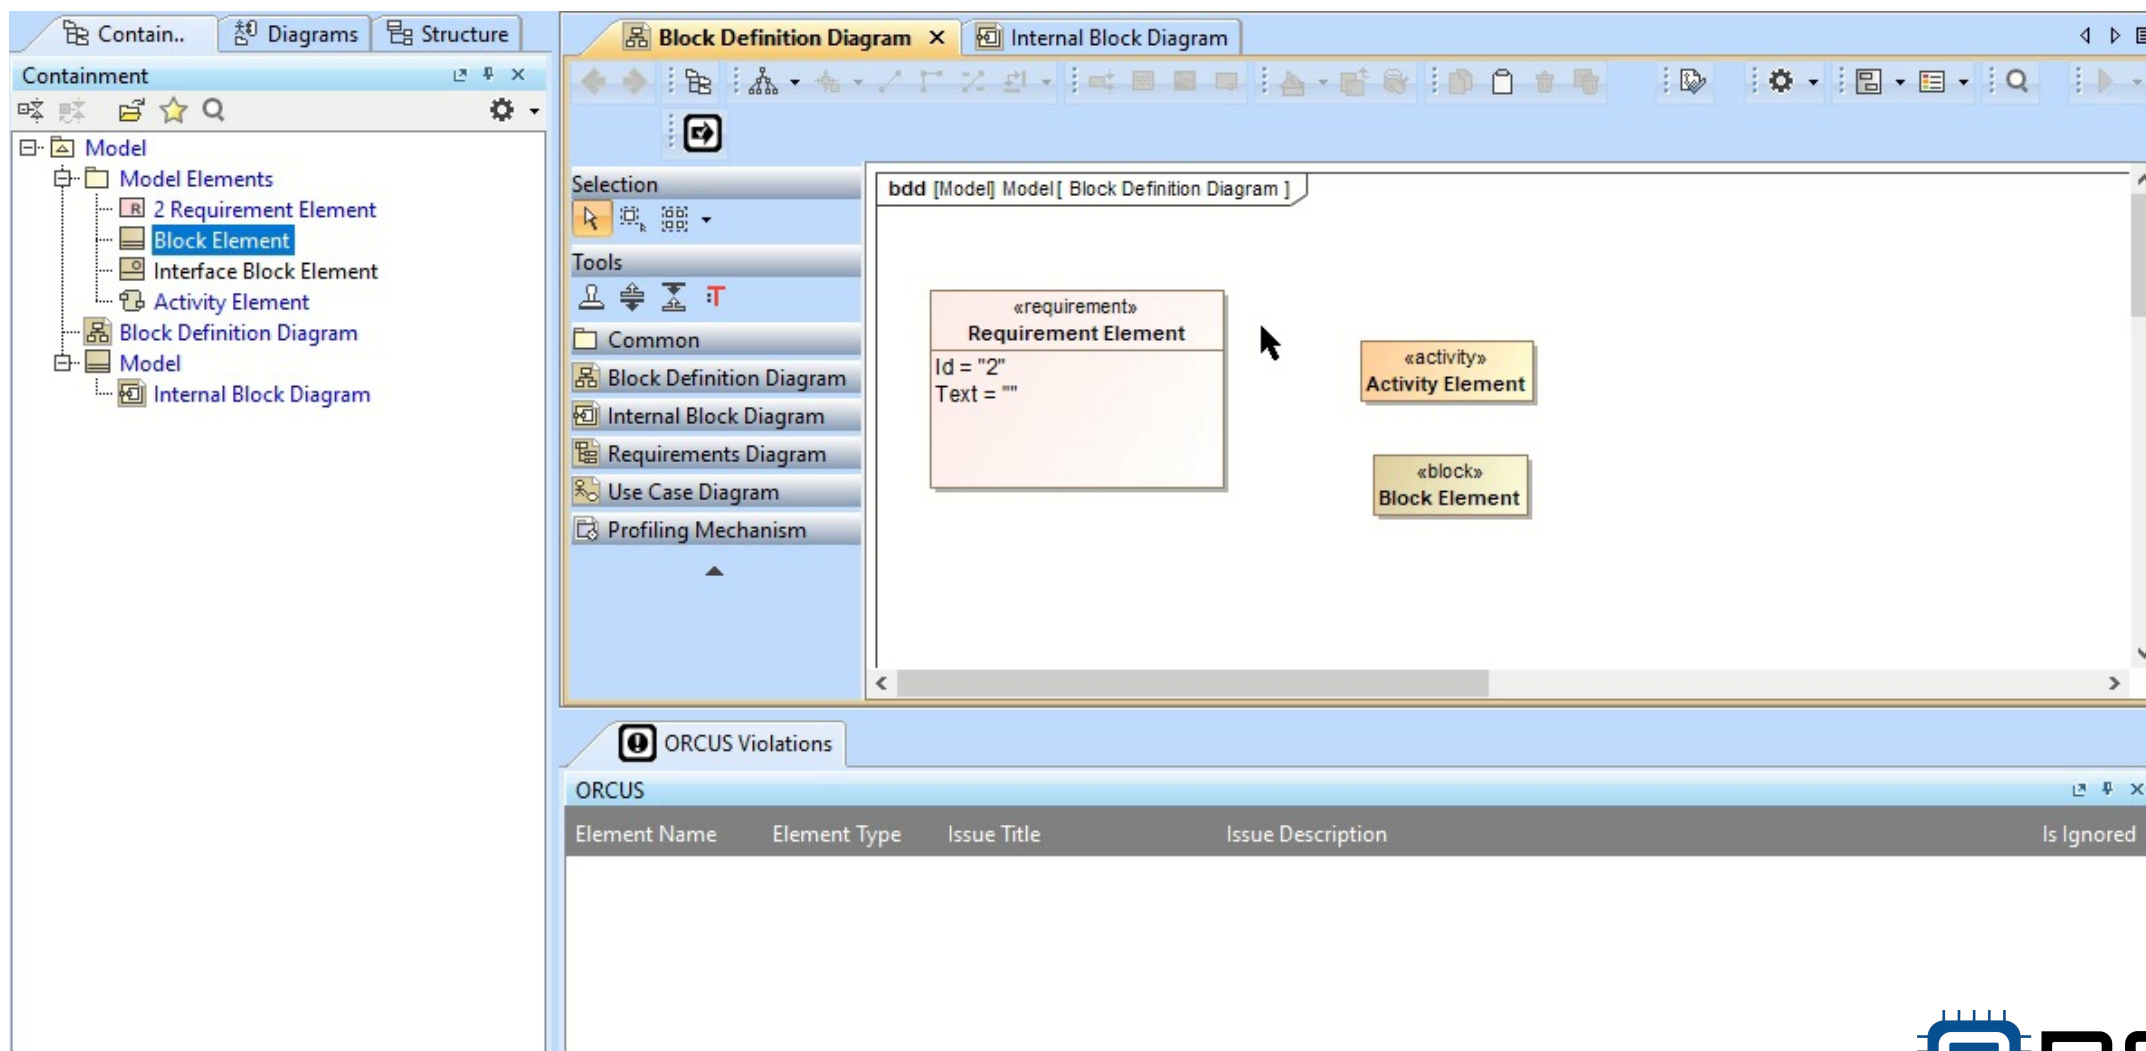 Contain..
Diagrams
Structure
Containment
Model
Model Elements
R 2 Requirement Element
Block Element
Interface Block Element
Activity Element
Block Definition Diagram
Model
Internal Block Diagram
Block Definition Diagram
Internal Block Diagram
Selection
Tools
:T
Common
Block Definition Diagram
Internal Block Diagram
Requirements Diagram
Use Case Diagram
Profiling Mechanism
bdd [Model] Model[ Block Definition Diagram ]
«requirement»
Requirement Element
Id = "2"
Text = ""
«activity»
Activity Element
«block»
Block Element
ORCUS Violations
ORCUS
Element Name Element Type Issue Title Issue Description Is Ignored